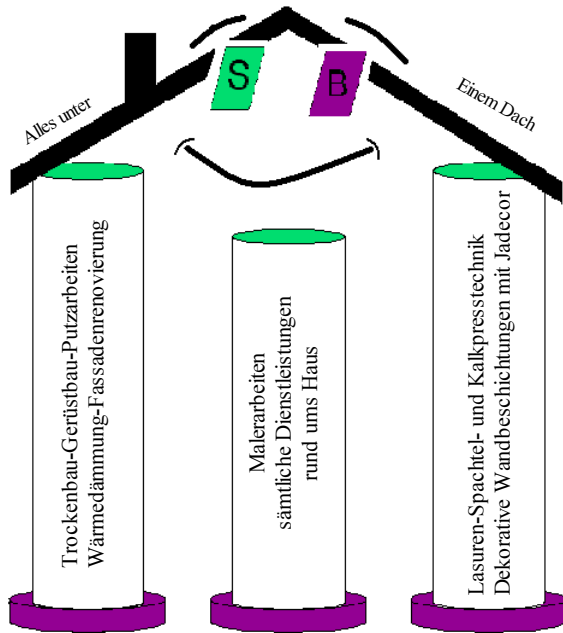 Alles unter
Einem Dach
S
B
Trockenbau-Gerüstbau-Putzarbeiten
Wärmedämmung-Fassadenrenovierung
Malerarbeiten
sämtliche Dienstleistungen
rund ums Haus
Lasuren-Spachtel- und Kalkpresstechnik
Dekorative Wandbeschichtungen mit Jadecor